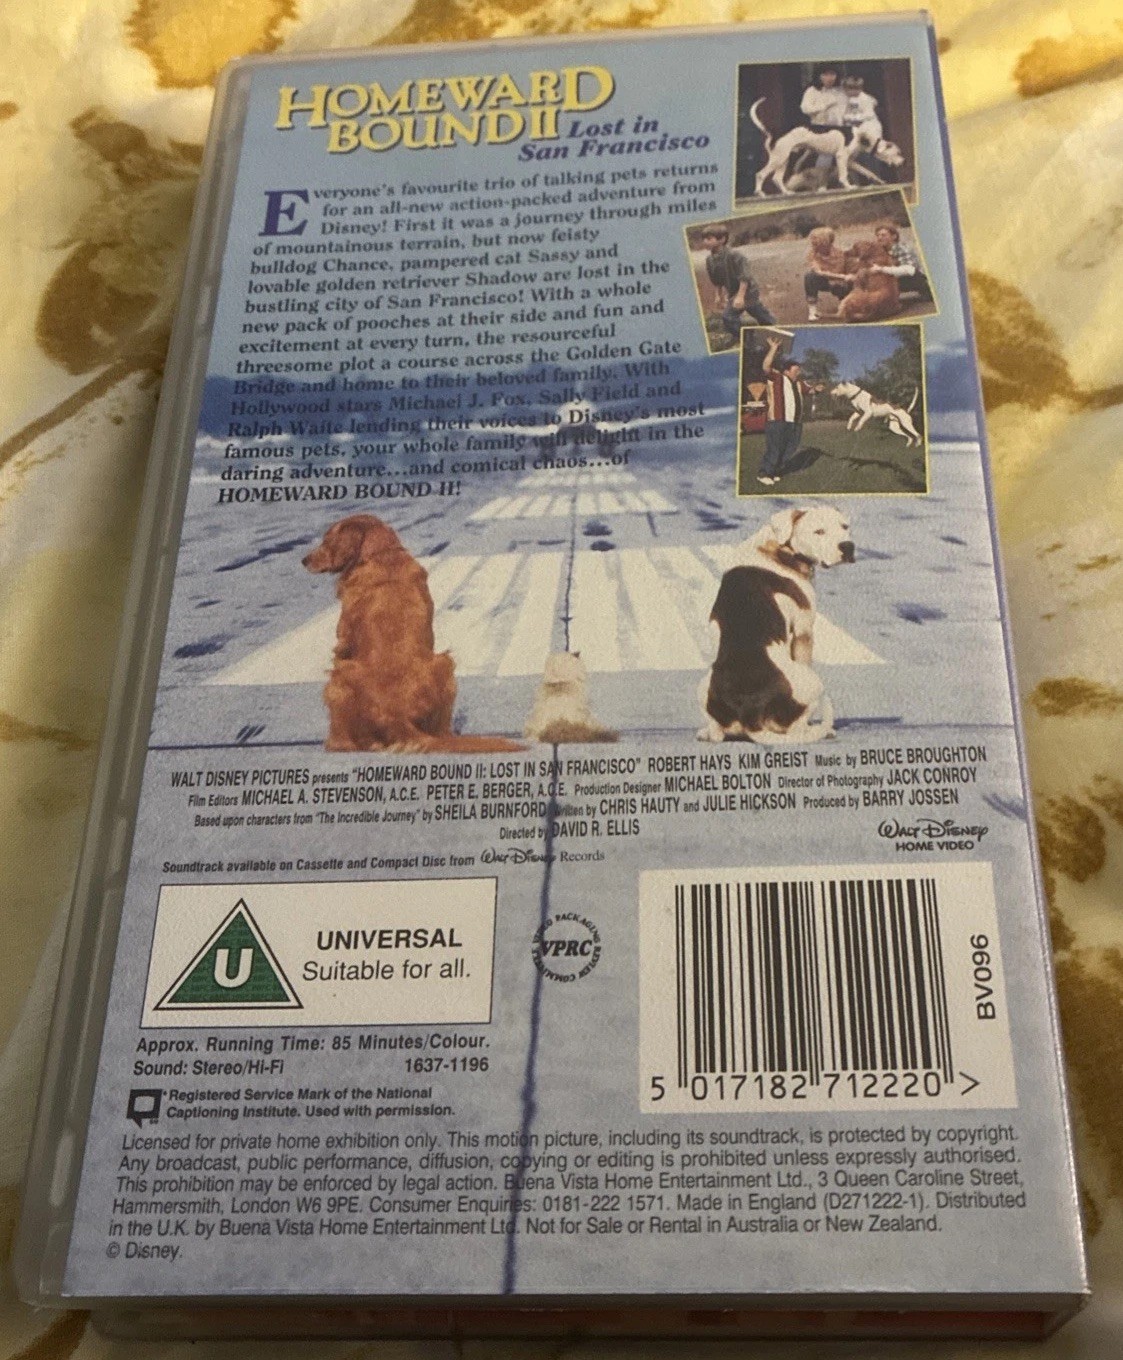 HOMEWARD
BOUND II Lost in
San Francisco
Everyone's favourite trio of talking pets returns
for an all-new action-packed adventure from
Disney! First it was a journey through miles
of mountainous terrain, but now feisty
bulldog Chance, pampered cat Sassy and
lovable golden retriever Shadow are lost in the
bustling city of San Francisco! With a whole
new pack of pooches at their side and fun and
excitement at every turn, the resourceful
threesome plot a course across the Golden Gate
Bridge and home to their beloved family. With
Hollywood stars Michael J. Fox, Sally Field and
Ralph Waite lending their voices to Disney's most
famous pets, your whole family will delight in the
daring adventure...and comical chaos...of
HOMEWARD BOUND II!
WALT DISNEY PICTURES presents "HOMEWARD BOUND II: LOST IN SAN FRANCISCO" ROBERT HAYS KIM GREIST Music by BRUCE BROUGHTON
Film Editors MICHAEL A. STEVENSON, A.C.E. PETER E. BERGER, A.C.E. Production Designer MICHAEL BOLTON Director of Photography JACK CONROY
Based upon characters from "The Incredible Journey" by SHEILA BURNFORD Written by CHRIS HAUTY and JULIE HICKSON Produced by BARRY JOSSEN
Directed by DAVID R. ELLIS
WALT DISNEY
HOME VIDEO
Soundtrack available on Cassette and Compact Disc from Walt Disney Records
U
UNIVERSAL
Suitable for all.
VIDEO PACKAGING REVIEW COMMITTEE
VPRC
BV096
5 017182 712220 >
Approx. Running Time: 85 Minutes/Colour.
Sound: Stereo/Hi-Fi 1637-1196
*Registered Service Mark of the National
Captioning Institute. Used with permission.
Licensed for private home exhibition only. This motion picture, including its soundtrack, is protected by copyright.
Any broadcast, public performance, diffusion, copying or editing is prohibited unless expressly authorised.
This prohibition may be enforced by legal action. Buena Vista Home Entertainment Ltd., 3 Queen Caroline Street,
Hammersmith, London W6 9PE. Consumer Enquiries: 0181-222 1571. Made in England (D271222-1). Distributed
in the U.K. by Buena Vista Home Entertainment Ltd. Not for Sale or Rental in Australia or New Zealand.
© Disney.